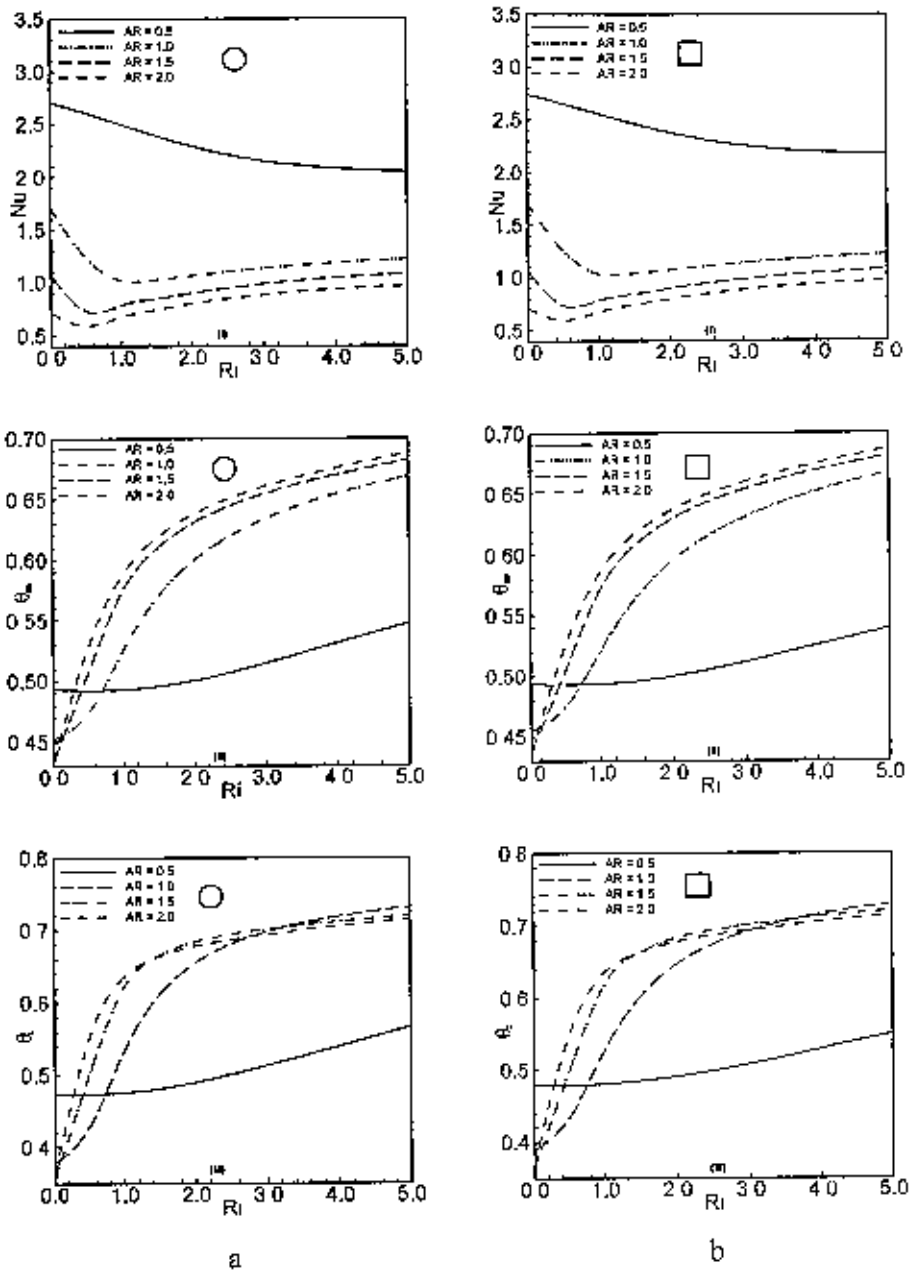 3.5
AR = 0.5
AR = 1.0
AR = 1.5
AR = 2.0
3.0
2.5
2.0
Nu
1.5
1.0
0.5
(i)
0.0 1.0 2.0 3.0 4.0 5.0
Ri
3.5
AR = 0.5
AR = 1.0
AR = 1.5
AR = 2.0
3.0
2.5
2.0
Nu
1.5
1.0
0.5
(i)
0.0 1.0 2.0 3.0 4.0 5.0
Ri
0.70
AR = 0.5
AR = 1.0
AR = 1.5
AR = 2.0
0.65
0.60
0.55
0.50
0.45
(ii)
0.0 1.0 2.0 3.0 4.0 5.0
Ri
0.70
AR = 0.5
AR = 1.0
AR = 1.5
AR = 2.0
0.65
0.60
0.55
0.50
0.45
(ii)
0.0 1.0 2.0 3.0 4.0 5.0
Ri
0.8
AR = 0.5
AR = 1.0
AR = 1.5
AR = 2.0
0.7
0.6
0.5
0.4
(iii)
0.0 1.0 2.0 3.0 4.0 5.0
Ri
0.8
AR = 0.5
AR = 1.0
AR = 1.5
AR = 2.0
0.7
0.6
0.5
0.4
(iii)
0.0 1.0 2.0 3.0 4.0 5.0
Ri
a
b